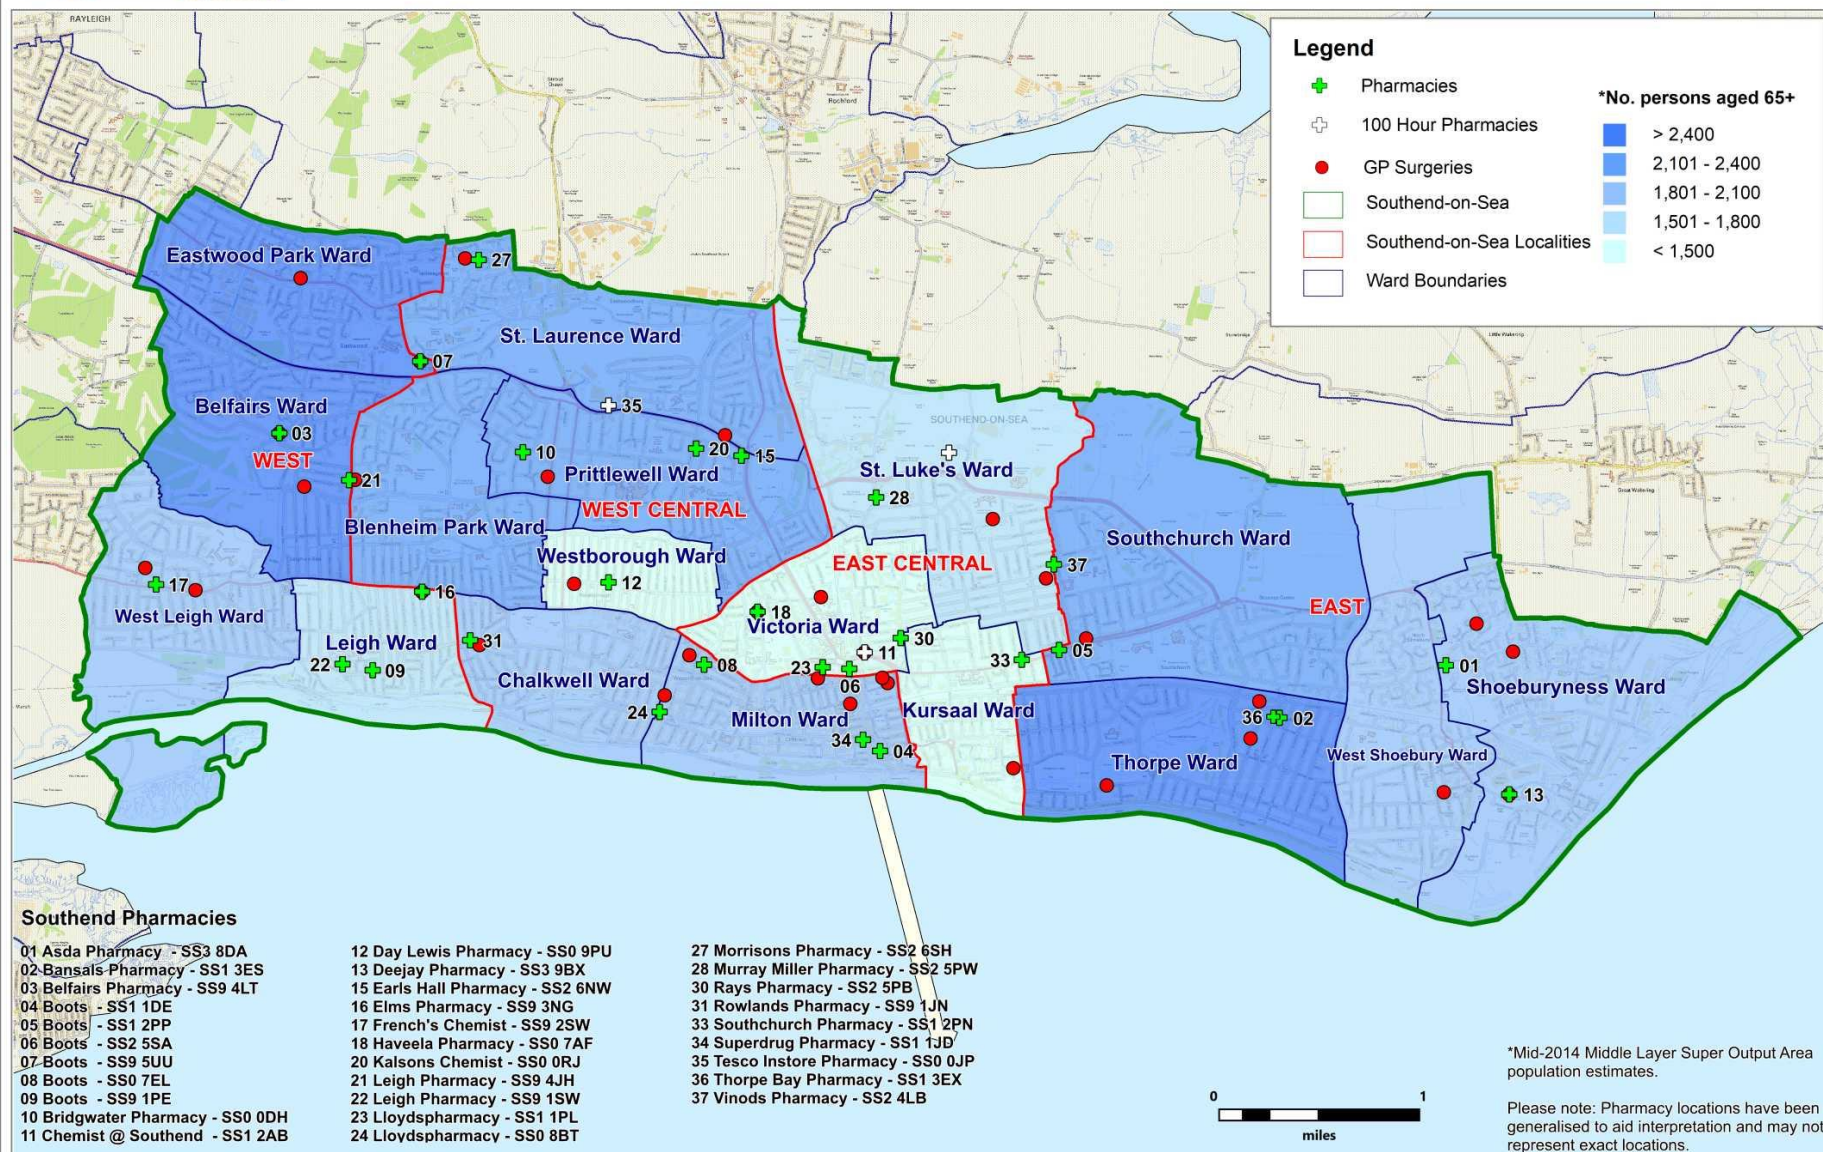 RAYLEIGH
Rochford
Legend
Pharmacies
100 Hour Pharmacies
GP Surgeries
Southend-on-Sea
Southend-on-Sea Localities
Ward Boundaries
*No. persons aged 65+
> 2,400
2,101 - 2,400
1,801 - 2,100
1,501 - 1,800
< 1,500
Eastwood Park Ward
27
St. Laurence Ward
07
Belfairs Ward
03
WEST
35
10
20
15
Prittlewell Ward
21
WEST CENTRAL
Blenheim Park Ward
SOUTHEND-ON-SEA
St. Luke's Ward
28
Southchurch Ward
Great Wakering
Westborough Ward
12
EAST CENTRAL
37
EAST
17
West Leigh Ward
16
18
Victoria Ward
30
11
Leigh Ward
31
22
09
08
23
06
33
05
Chalkwell Ward
24
Milton Ward
34
04
Kursaal Ward
01
Shoeburyness Ward
36
02
Thorpe Ward
West Shoebury Ward
13
Southend Pharmacies
01 Asda Pharmacy - SS3 8DA
02 Bansals Pharmacy - SS1 3ES
03 Belfairs Pharmacy - SS9 4LT
04 Boots - SS1 1DE
05 Boots - SS1 2PP
06 Boots - SS2 5SA
07 Boots - SS9 5UU
08 Boots - SS0 7EL
09 Boots - SS9 1PE
10 Bridgwater Pharmacy - SS0 0DH
11 Chemist @ Southend - SS1 2AB
12 Day Lewis Pharmacy - SS0 9PU
13 Deejay Pharmacy - SS3 9BX
15 Earls Hall Pharmacy - SS2 6NW
16 Elms Pharmacy - SS9 3NG
17 French's Chemist - SS9 2SW
18 Haveela Pharmacy - SS0 7AF
20 Kalsons Chemist - SS0 0RJ
21 Leigh Pharmacy - SS9 4JH
22 Leigh Pharmacy - SS9 1SW
23 Lloydspharmacy - SS1 1PL
24 Lloydspharmacy - SS0 8BT
27 Morrisons Pharmacy - SS2 6SH
28 Murray Miller Pharmacy - SS2 5PW
30 Rays Pharmacy - SS2 5PB
31 Rowlands Pharmacy - SS9 1JN
33 Southchurch Pharmacy - SS1 2PN
34 Superdrug Pharmacy - SS1 1JD
35 Tesco Instore Pharmacy - SS0 0JP
36 Thorpe Bay Pharmacy - SS1 3EX
37 Vinods Pharmacy - SS2 4LB
0 1
miles
*Mid-2014 Middle Layer Super Output Area
population estimates.
Please note: Pharmacy locations have been
generalised to aid interpretation and may not
represent exact locations.